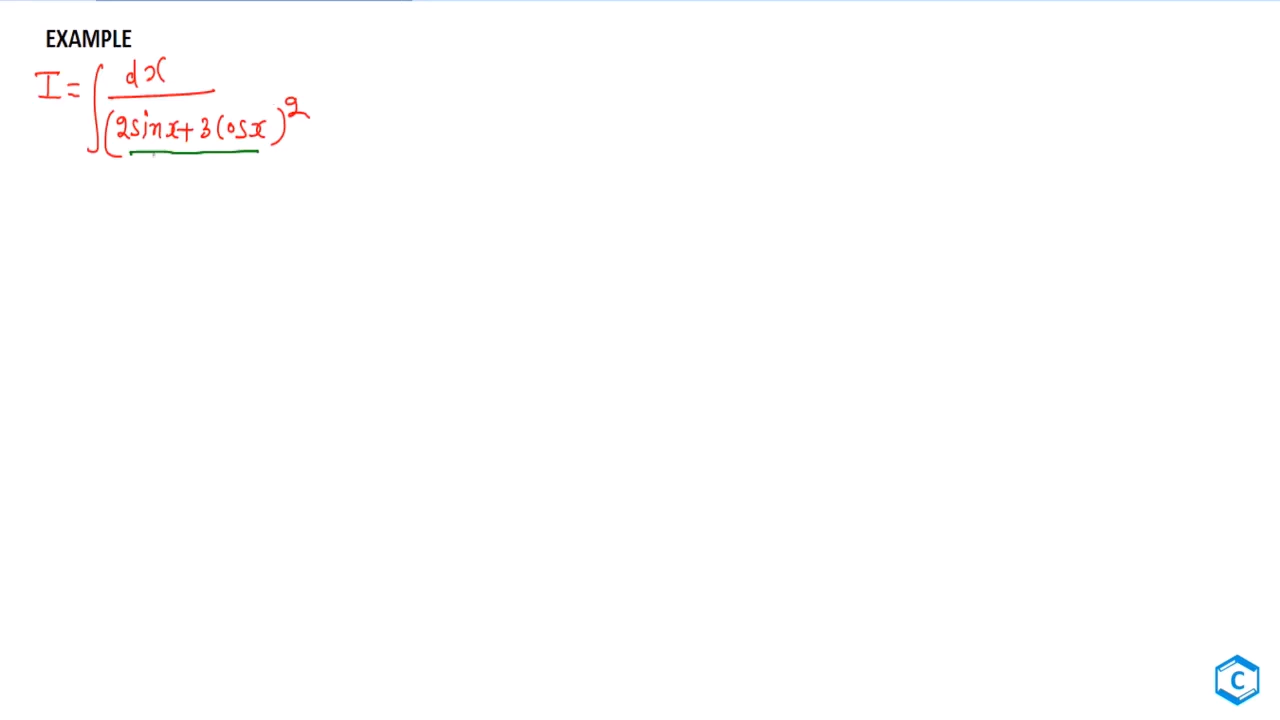 EXAMPLE
I = ∫ dx / (2sinx + 3cosx)²
C